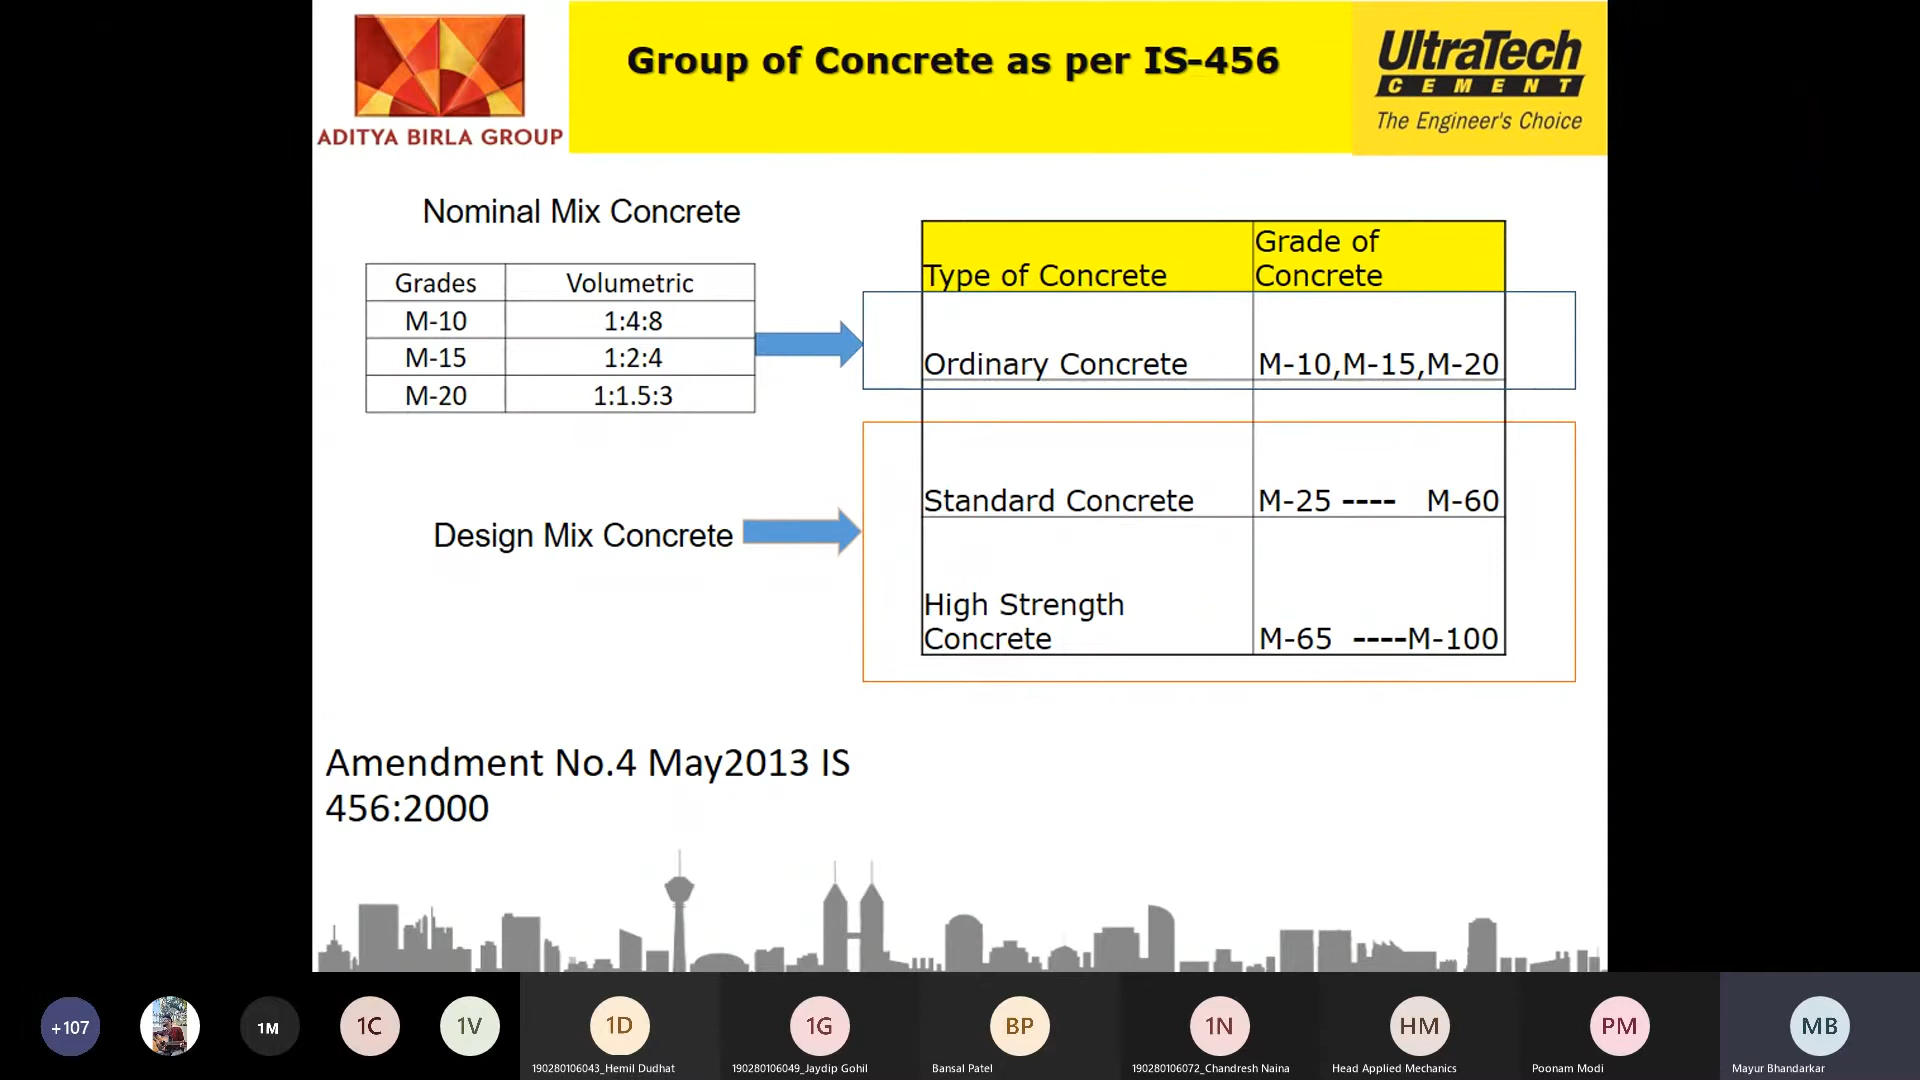 Group of Concrete as per IS-456
ADITYA BIRLA GROUP
UltraTech
CEMENT
The Engineer's Choice
Nominal Mix Concrete
Grades Volumetric
M-10 1:4:8
M-15 1:2:4
M-20 1:1.5:3
Design Mix Concrete
Type of Concrete Grade of
Concrete
Ordinary Concrete M-10,M-15,M-20
Standard Concrete M-25 ---- M-60
High Strength
Concrete M-65 ----M-100
Amendment No.4 May2013 IS
456:2000
+107 1M 1C 1V 1D 1G BP 1N HM PM MB
190280106043_Hemil Dudhat 190280106049_Jaydip Gohil Bansal Patel 190280106072_Chandresh Naina Head Applied Mechanics Poonam Modi Mayur Bhandarkar